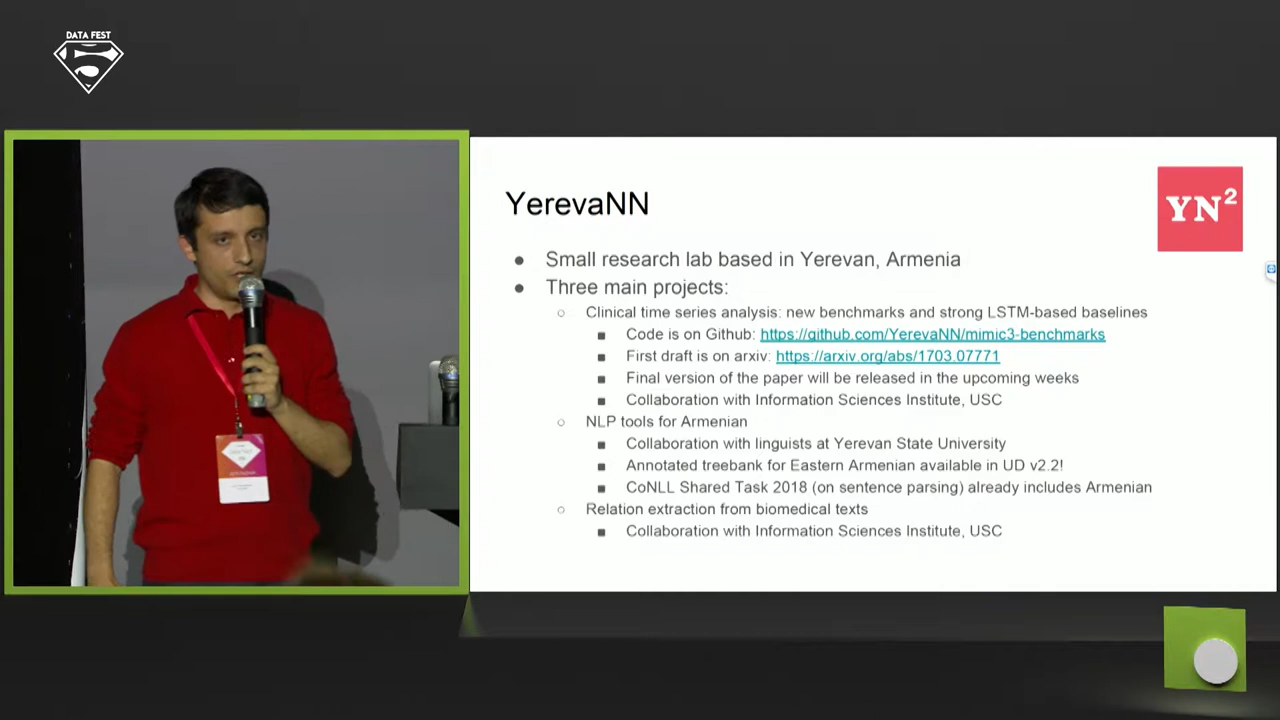 DATA FEST
YerevaNN
YN²
● Small research lab based in Yerevan, Armenia
● Three main projects:
○ Clinical time series analysis: new benchmarks and strong LSTM-based baselines
■ Code is on Github: https://github.com/YerevaNN/mimic3-benchmarks
■ First draft is on arxiv: https://arxiv.org/abs/1703.07771
■ Final version of the paper will be released in the upcoming weeks
■ Collaboration with Information Sciences Institute, USC
○ NLP tools for Armenian
■ Collaboration with linguists at Yerevan State University
■ Annotated treebank for Eastern Armenian available in UD v2.2!
■ CoNLL Shared Task 2018 (on sentence parsing) already includes Armenian
○ Relation extraction from biomedical texts
■ Collaboration with Information Sciences Institute, USC